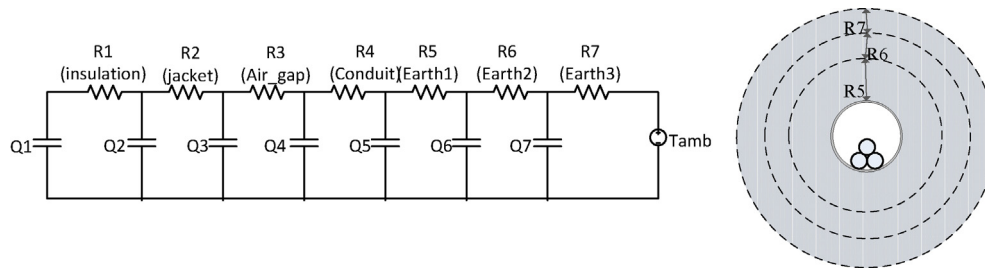 R1
(insulation)
R2
(jacket)
R3
(Air_gap)
R4
(Conduit)
R5
(Earth1)
R6
(Earth2)
R7
(Earth3)
Q1
Q2
Q3
Q4
Q5
Q6
Q7
Tamb
R7
R6
R5